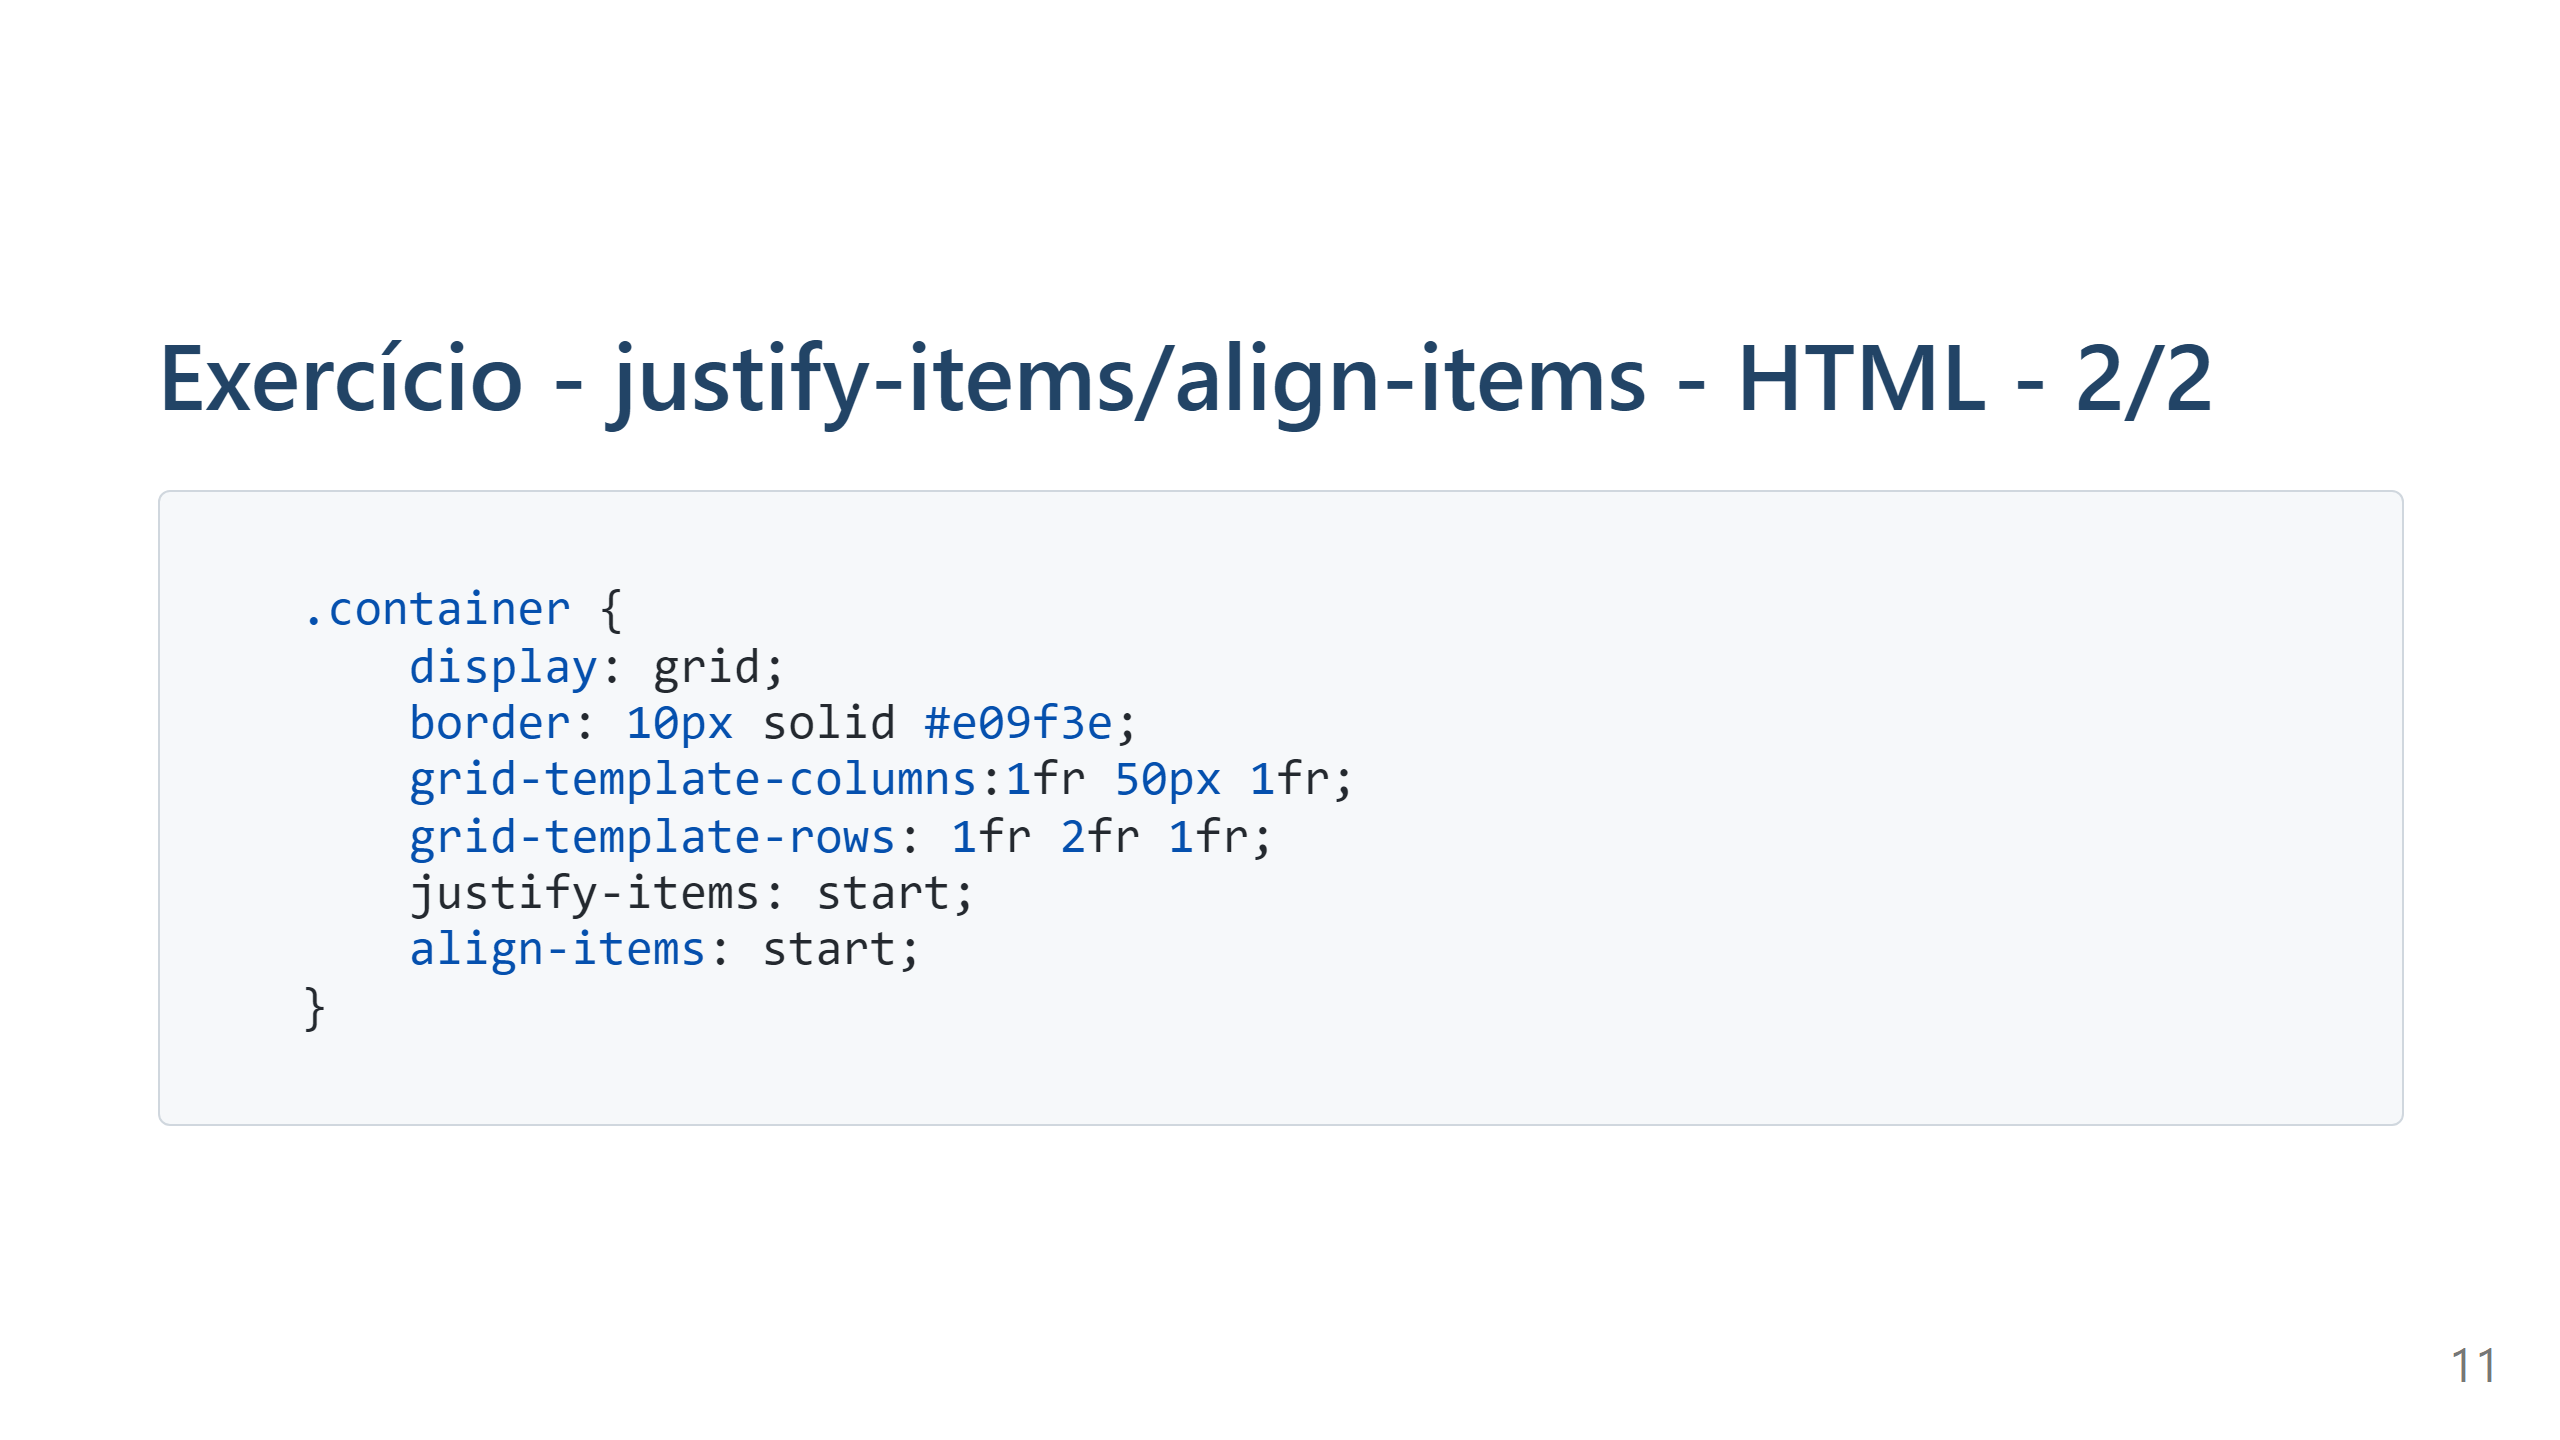 Exercício - justify-items/align-items - HTML - 2/2
.container {
    display: grid;
    border: 10px solid #e09f3e;
    grid-template-columns:1fr 50px 1fr;
    grid-template-rows: 1fr 2fr 1fr;
    justify-items: start;
    align-items: start;
}
11